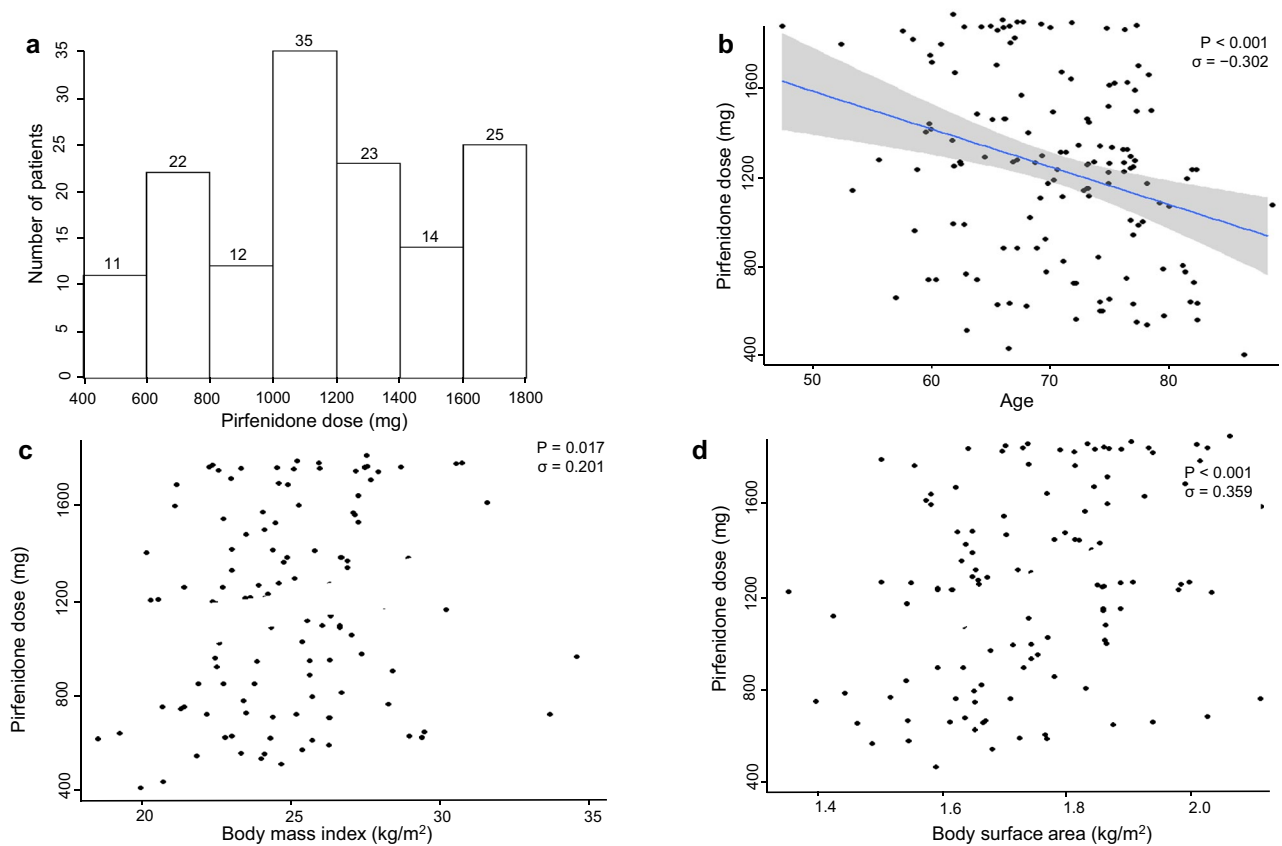 a
Number of patients
35
30
25
20
15
10
5
0
11
22
12
35
23
14
25
400 600 800 1000 1200 1400 1600 1800
Pirfenidone dose (mg)
b
P < 0.001
σ = −0.302
Pirfenidone dose (mg)
1600
1200
800
400
50 60 70 80
Age
c
P = 0.017
σ = 0.201
Pirfenidone dose (mg)
1600
1200
800
400
20 25 30 35
Body mass index (kg/m²)
d
P < 0.001
σ = 0.359
Pirfenidone dose (mg)
1600
1200
800
400
1.4 1.6 1.8 2.0
Body surface area (kg/m²)